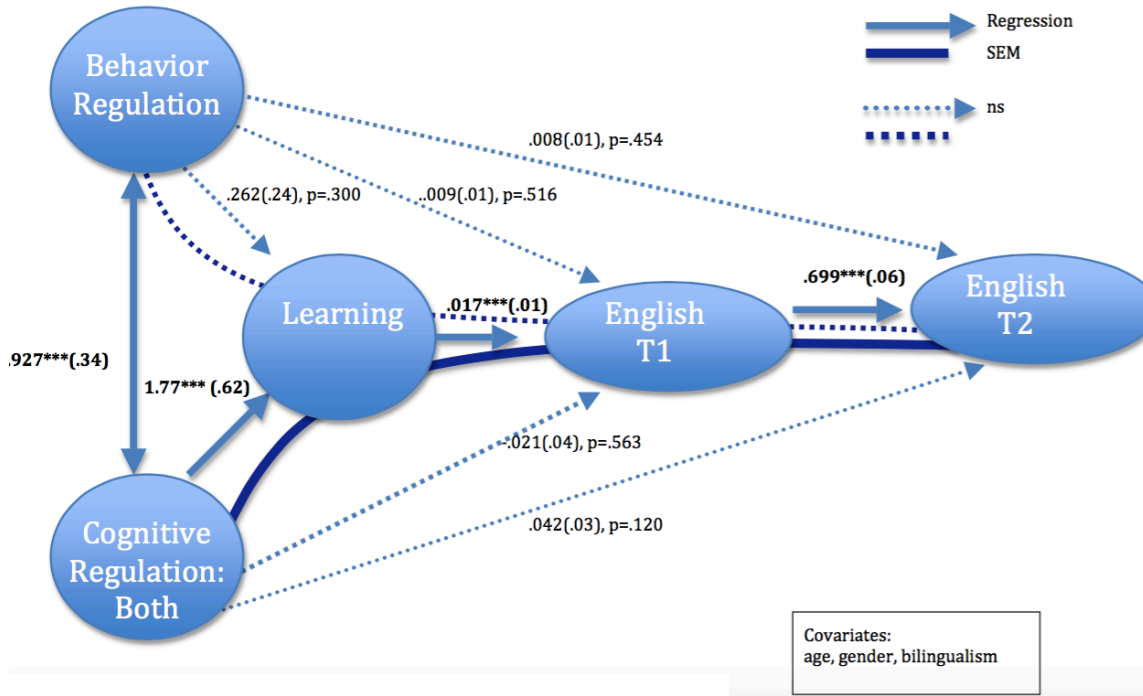 Regression
SEM
ns
Behavior
Regulation
.008(.01), p=.454
.262(.24), p=.300
..009(.01), p=.516
Learning
.017***(.01)
English
T1
.699***(.06)
English
T2
.927***(.34)
1.77*** (.62)
-.021(.04), p=.563
.042(.03), p=.120
Cognitive
Regulation:
Both
Covariates:
age, gender, bilingualism